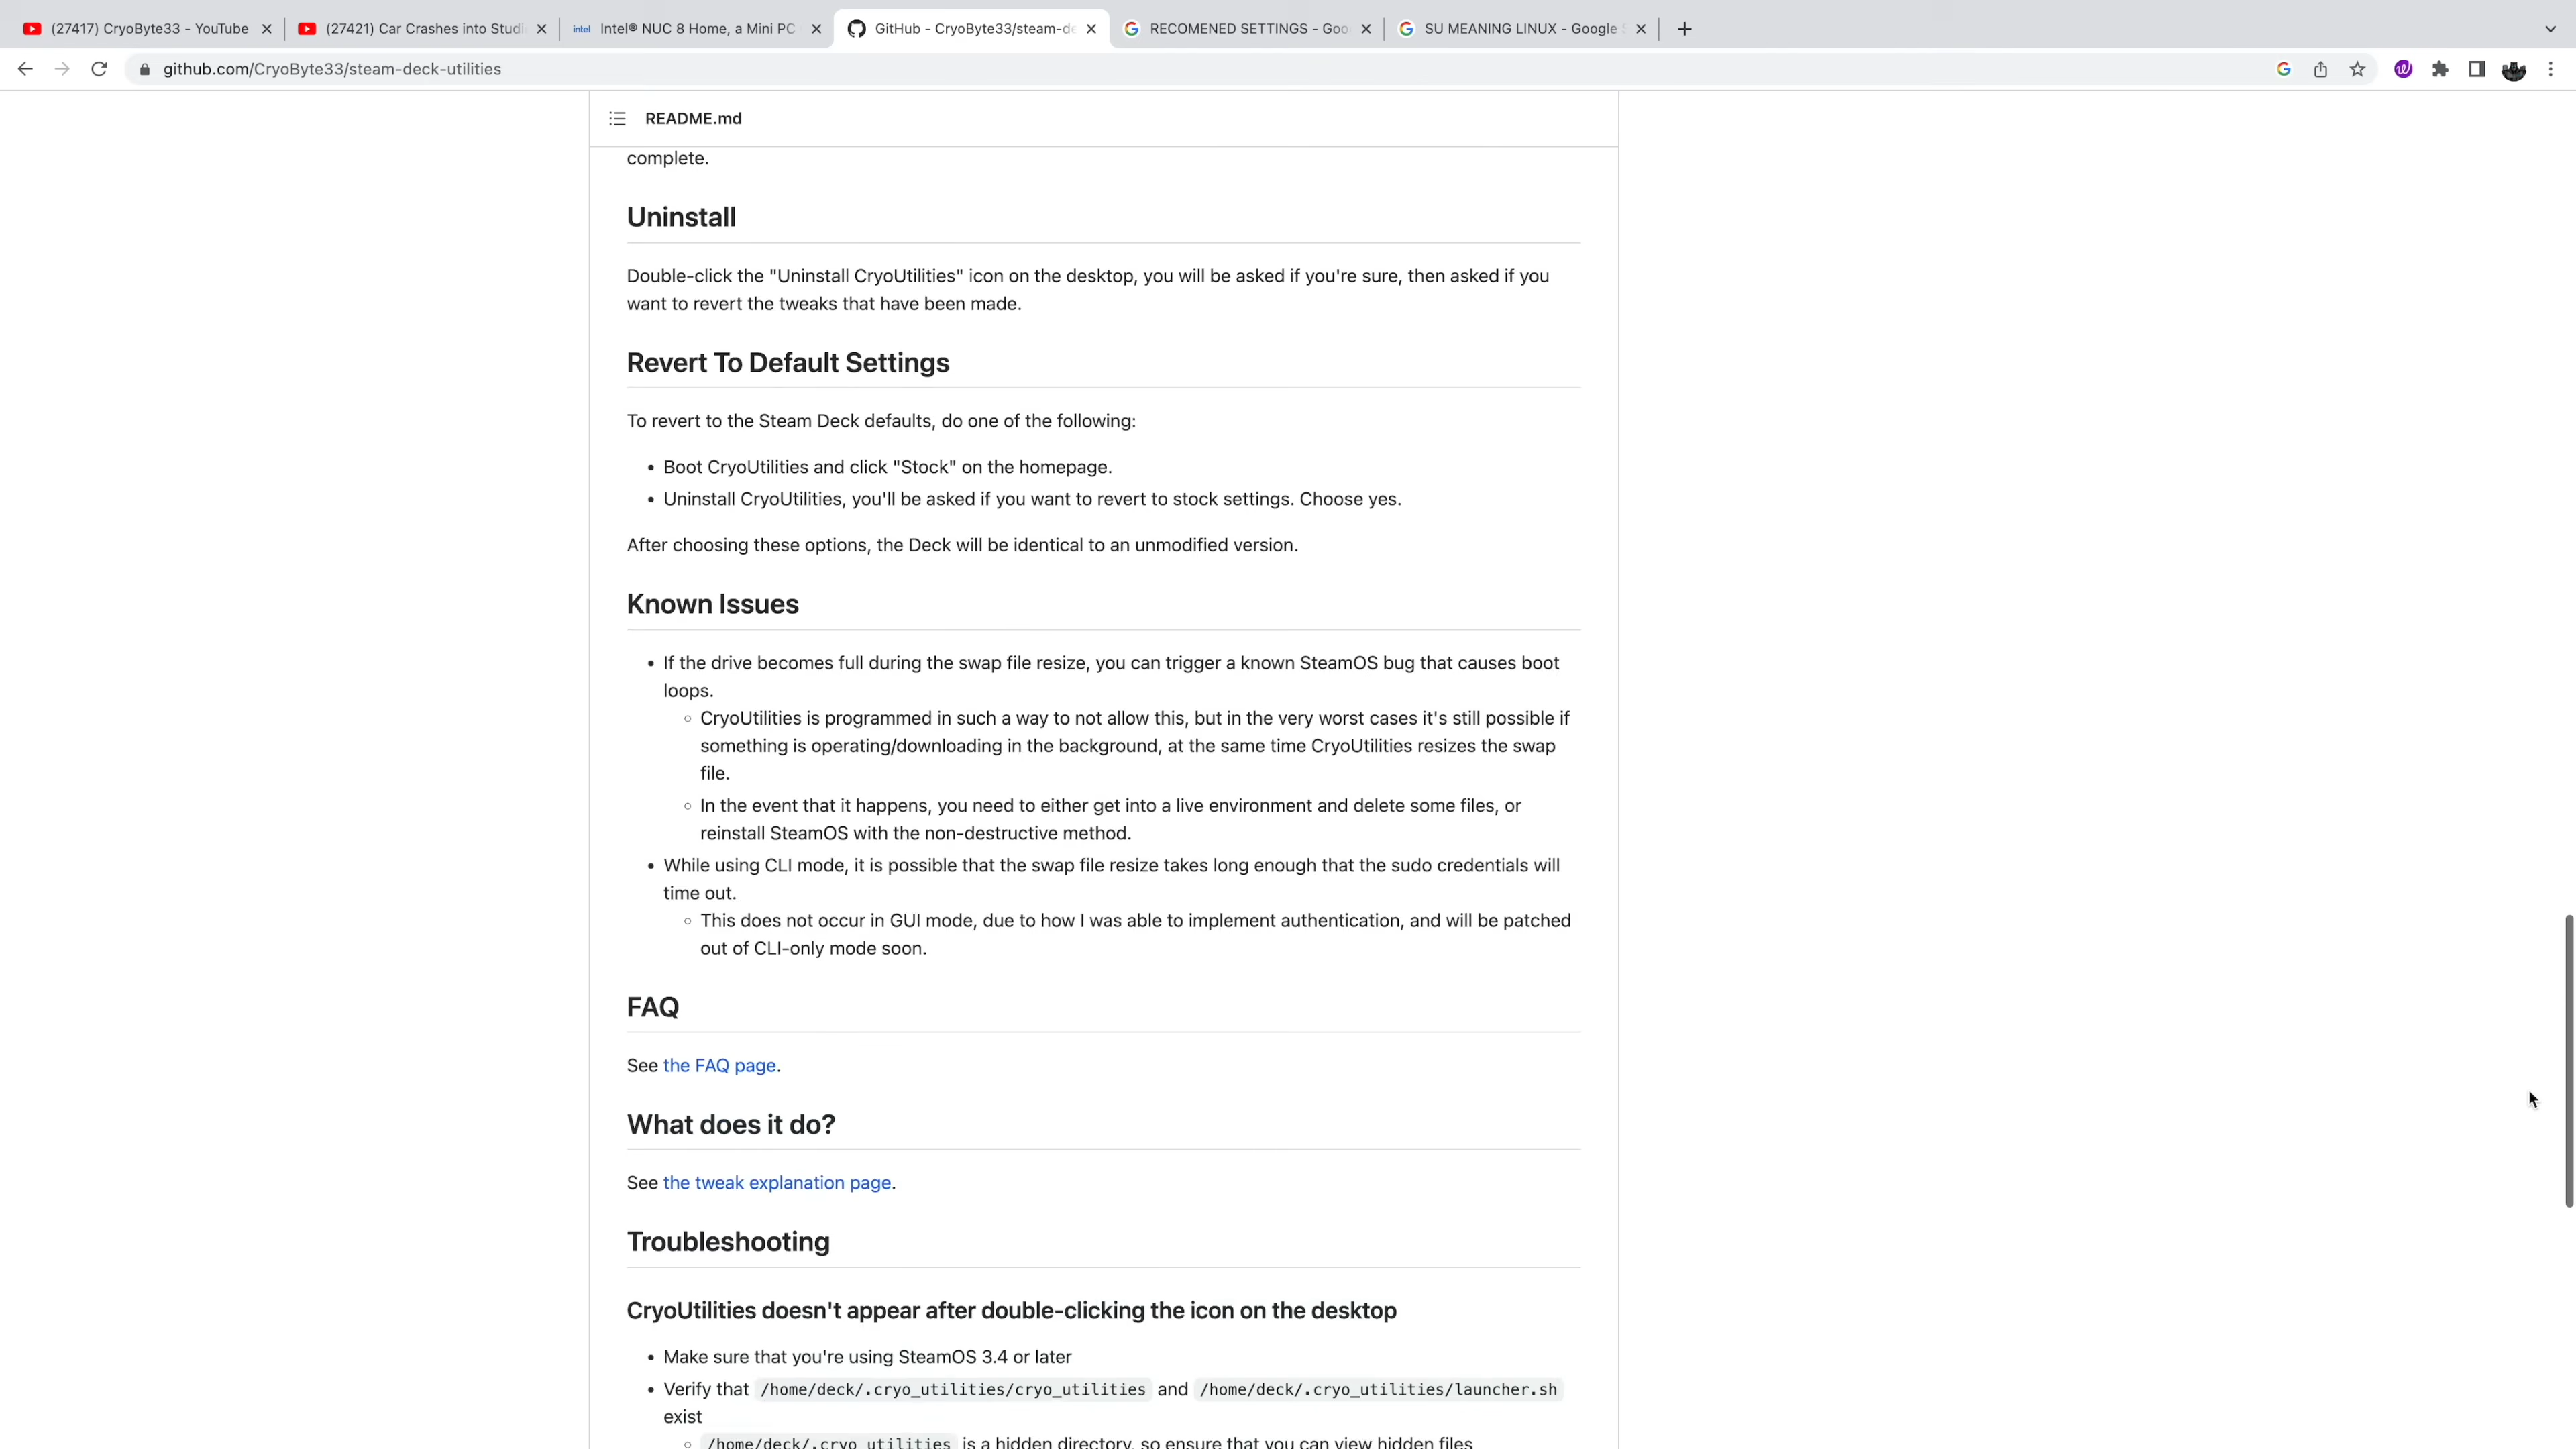 (27417) CryoByte33 - YouTube
(27421) Car Crashes into Studi
intel Intel® NUC 8 Home, a Mini PC
GitHub - CryoByte33/steam-de
RECOMENED SETTINGS - Goo
SU MEANING LINUX - Google S
github.com/CryoByte33/steam-deck-utilities
README.md
complete.
Uninstall
Double-click the "Uninstall CryoUtilities" icon on the desktop, you will be asked if you're sure, then asked if you
want to revert the tweaks that have been made.
Revert To Default Settings
To revert to the Steam Deck defaults, do one of the following:
• Boot CryoUtilities and click "Stock" on the homepage.
• Uninstall CryoUtilities, you'll be asked if you want to revert to stock settings. Choose yes.
After choosing these options, the Deck will be identical to an unmodified version.
Known Issues
• If the drive becomes full during the swap file resize, you can trigger a known SteamOS bug that causes boot
loops.
◦ CryoUtilities is programmed in such a way to not allow this, but in the very worst cases it's still possible if
something is operating/downloading in the background, at the same time CryoUtilities resizes the swap
file.
◦ In the event that it happens, you need to either get into a live environment and delete some files, or
reinstall SteamOS with the non-destructive method.
• While using CLI mode, it is possible that the swap file resize takes long enough that the sudo credentials will
time out.
◦ This does not occur in GUI mode, due to how I was able to implement authentication, and will be patched
out of CLI-only mode soon.
FAQ
See the FAQ page.
What does it do?
See the tweak explanation page.
Troubleshooting
CryoUtilities doesn't appear after double-clicking the icon on the desktop
• Make sure that you're using SteamOS 3.4 or later
• Verify that /home/deck/.cryo_utilities/cryo_utilities and /home/deck/.cryo_utilities/launcher.sh
exist
◦ /home/deck/.cryo_utilities is a hidden directory, so ensure that you can view hidden files